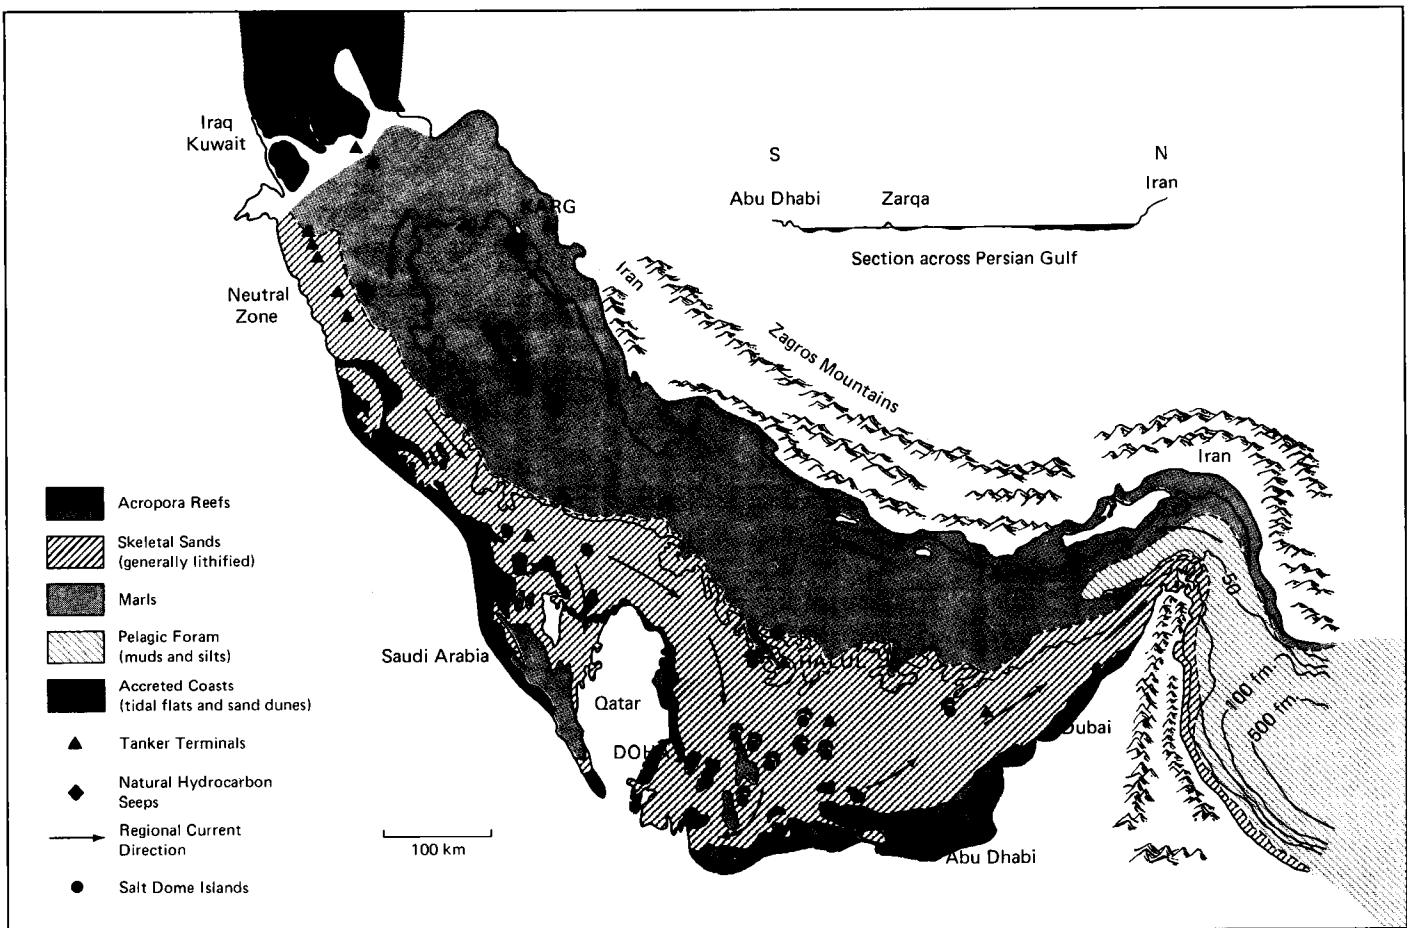 Iraq
Kuwait
S
N
Iran
Abu Dhabi
Zarqa
Section across Persian Gulf
KARG
Iran
Neutral
Zone
Zagros Mountains
Iran
Acropora Reefs
Skeletal Sands
(generally lithified)
Marls
Pelagic Foram
(muds and silts)
Accreted Coasts
(tidal flats and sand dunes)
Tanker Terminals
Natural Hydrocarbon
Seeps
Regional Current
Direction
Salt Dome Islands
50
Saudi Arabia
HALUL
Qatar
100 fm.
500 fm.
Dubai
DOH
100 km
Abu Dhabi